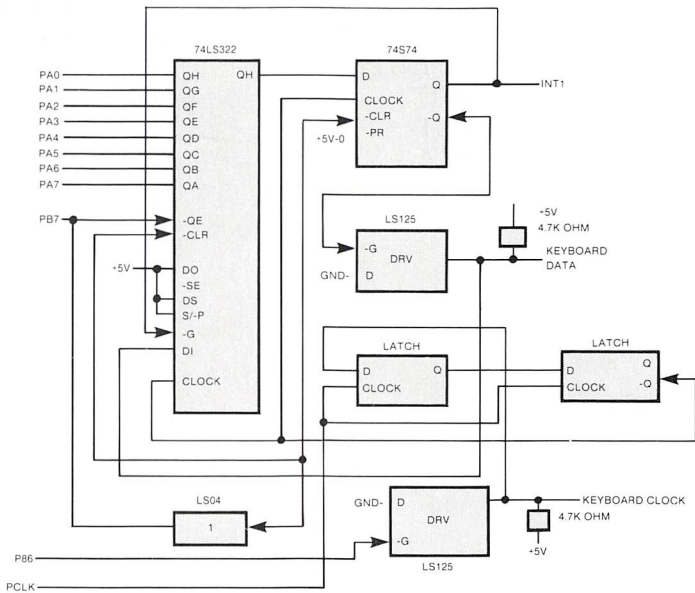 74LS322
74S74
PA0
PA1
PA2
PA3
PA4
PA5
PA6
PA7
QH
QG
QF
QE
QD
QC
QB
QA
QH
D
CLOCK
-CLR
-PR
Q
-Q
INT1
+5V-0
PB7
-QE
-CLR
+5V
DO
-SE
DS
S/-P
-G
DI
CLOCK
LS125
-G
D
DRV
GND-
+5V
4.7K OHM
KEYBOARD
DATA
LATCH
D
CLOCK
Q
LATCH
D
CLOCK
Q
-Q
LS04
1
GND-
D
DRV
-G
LS125
KEYBOARD CLOCK
4.7K OHM
+5V
P86
PCLK